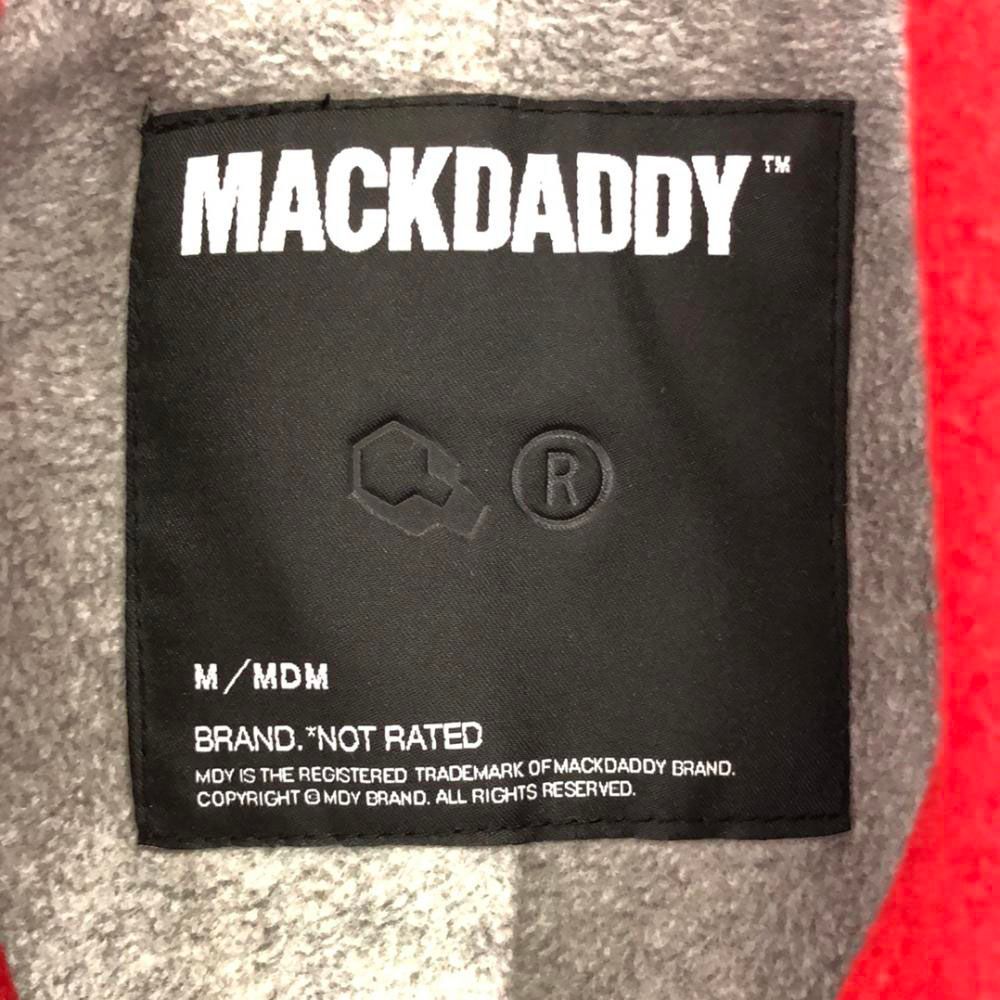 MACKDADDY™
®
M/MDM
BRAND.*NOT RATED
MDY IS THE REGISTERED TRADEMARK OF MACKDADDY BRAND.
COPYRIGHT © MDY BRAND. ALL RIGHTS RESERVED.